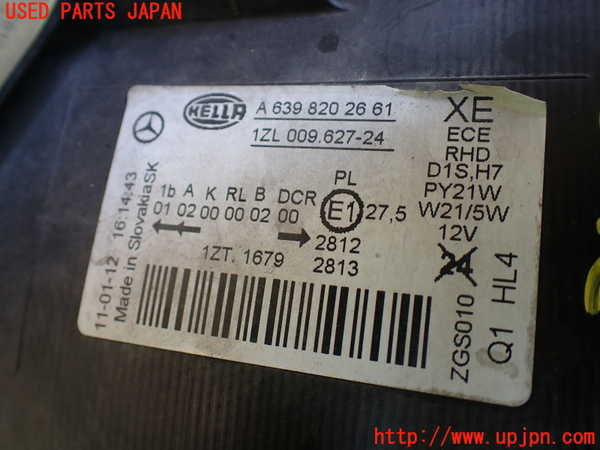 USED PARTS JAPAN
HELLA
A 639 820 26 61
1ZL 009.627-24
XE
ECE
RHD
D1S,H7
PY21W
W21/5W
12V
24
1b A K RL B DCR PL
01 02 00 00 02 00 E1 27,5
1ZT. 1679
2812
2813
11-01-12 16:14:43
Made in SlovakiaSK
ZGS010
Q1 HL4
http://www.upjpn.com/